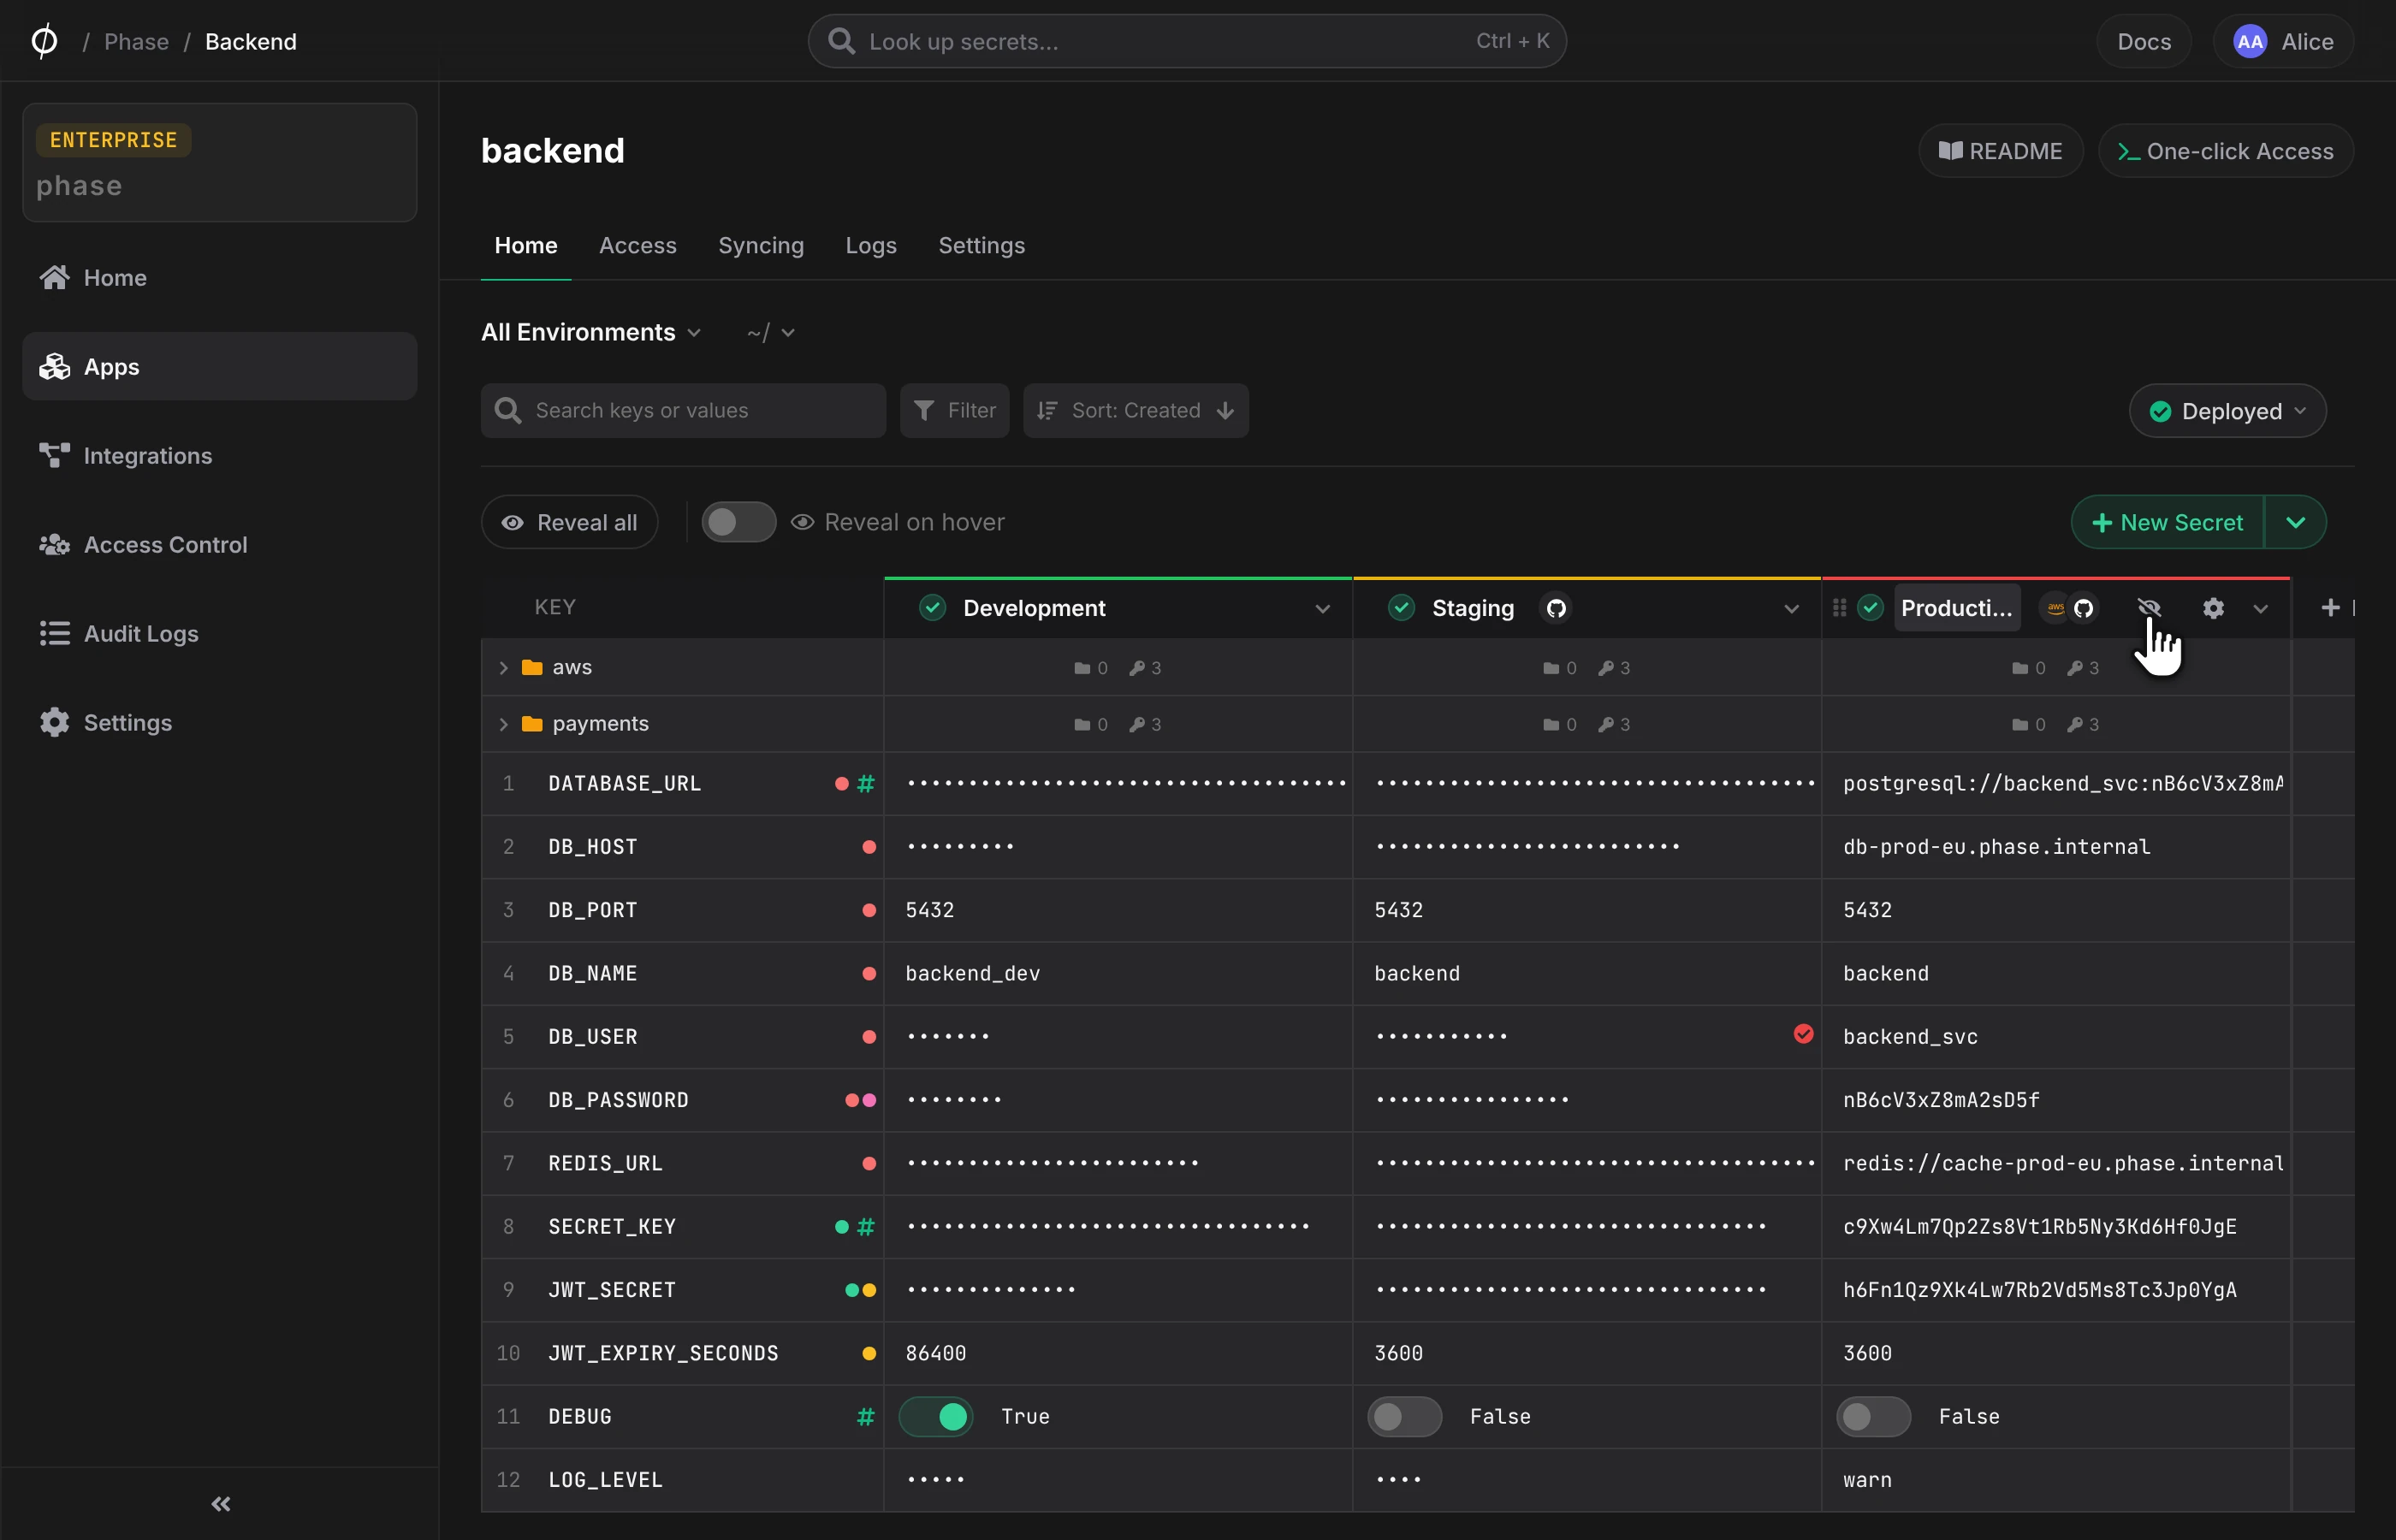 / Phase / Backend
Look up secrets... Ctrl + K
Docs
AA Alice
ENTERPRISE
phase
Home
Apps
Integrations
Access Control
Audit Logs
Settings
backend
README
>_ One-click Access
Home Access Syncing Logs Settings
All Environments ~/
Search keys or values
Filter
Sort: Created
Deployed
Reveal all
Reveal on hover
+ New Secret
KEY Development Staging Producti... aws +
aws 0 3 0 3 0 3
payments 0 3 0 3 0 3
1 DATABASE_URL # •••••••••••••••••••••••••••••••••••• •••••••••••••••••••••••••••••••••••• postgresql://backend_svc:nB6cV3xZ8mA
2 DB_HOST ••••••••• ••••••••••••••••••••••••• db-prod-eu.phase.internal
3 DB_PORT 5432 5432 5432
4 DB_NAME backend_dev backend backend
5 DB_USER ••••••• ••••••••••• backend_svc
6 DB_PASSWORD •••••••• •••••••••••••••• nB6cV3xZ8mA2sD5f
7 REDIS_URL •••••••••••••••••••••••• •••••••••••••••••••••••••••••••••••• redis://cache-prod-eu.phase.internal
8 SECRET_KEY # ••••••••••••••••••••••••••••••••• •••••••••••••••••••••••••••••••• c9Xw4Lm7Qp2Zs8Vt1Rb5Ny3Kd6Hf0JgE
9 JWT_SECRET •••••••••••••• •••••••••••••••••••••••••••••••• h6Fn1Qz9Xk4Lw7Rb2Vd5Ms8Tc3Jp0YgA
10 JWT_EXPIRY_SECONDS 86400 3600 3600
11 DEBUG # True False False
12 LOG_LEVEL ••••• •••• warn